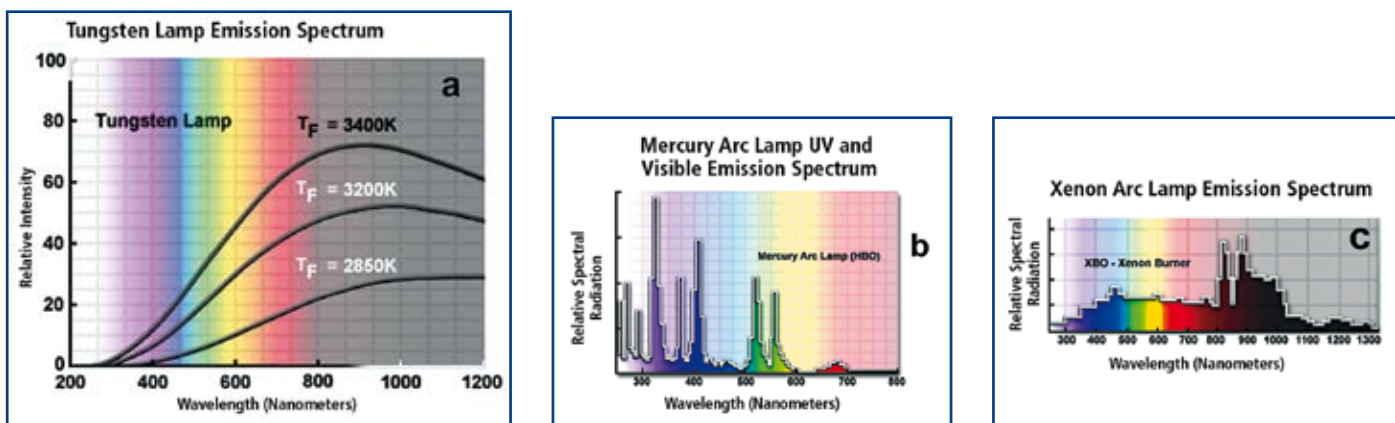 Tungsten Lamp Emission Spectrum
a
100
80
60
40
20
0
Relative Intensity
Tungsten Lamp
TF = 3400K
TF = 3200K
TF = 2850K
200 400 600 800 1000 1200
Wavelength (Nanometers)
Mercury Arc Lamp UV and
Visible Emission Spectrum
b
Mercury Arc Lamp (HBO)
Relative Spectral
Radiation
300 400 500 600 700 800
Wavelength (Nanometers)
Xenon Arc Lamp Emission Spectrum
c
XBO - Xenon Burner
Relative Spectral
Radiation
300 400 500 600 700 800 900 1000 1100 1200 1300
Wavelength (Nanometers)